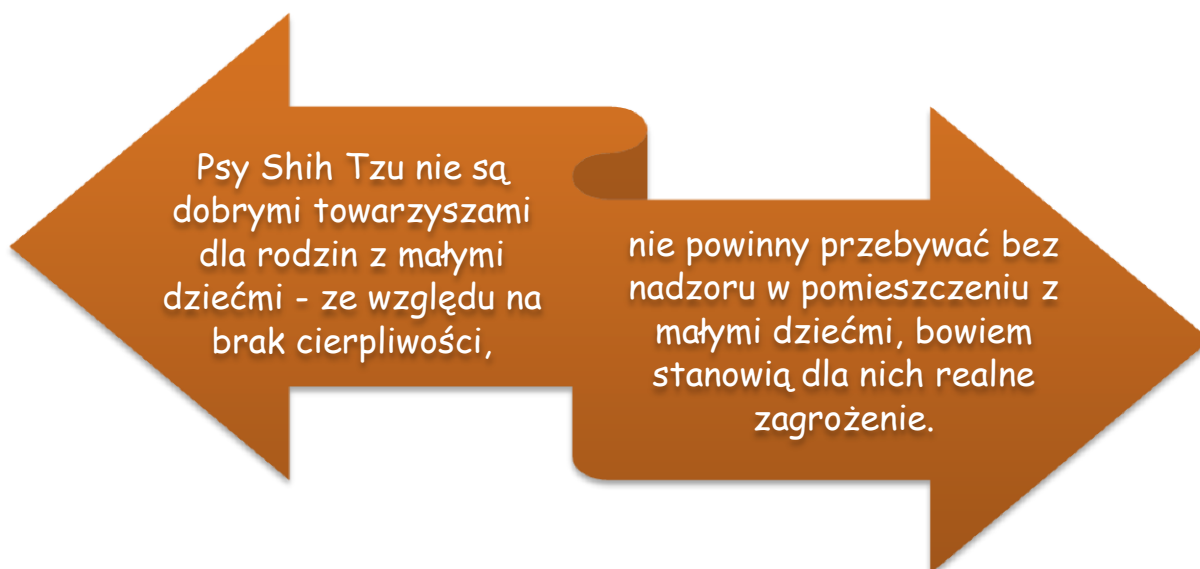 Psy Shih Tzu nie są
dobrymi towarzyszami
dla rodzin z małymi
dziećmi - ze względu na
brak cierpliwości,
nie powinny przebywać bez
nadzoru w pomieszczeniu z
małymi dziećmi, bowiem
stanowią dla nich realne
zagrożenie.